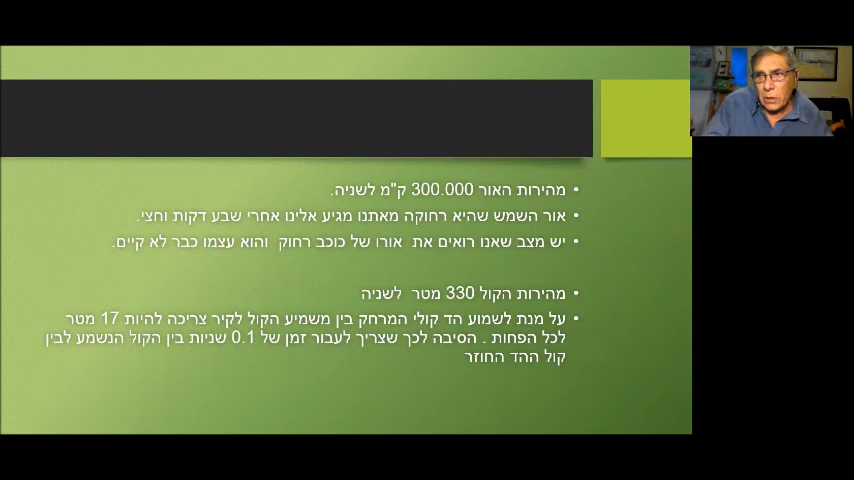 • מהירות האור 300.000 ק"מ לשניה.
• אור השמש שהיא רחוקה מאתנו מגיע אלינו אחרי שבע דקות וחצי.
• יש מצב שאנו רואים את אורו של כוכב רחוק והוא עצמו כבר לא קיים.
• מהירות הקול 330 מטר לשניה
• על מנת לשמוע הד קולי המרחק בין משמיע הקול לקיר צריכה להיות 17 מטר
לכל הפחות . הסיבה לכך שצריך לעבור זמן של 0.1 שניות בין הקול הנשמע לבין
קול ההד החוזר